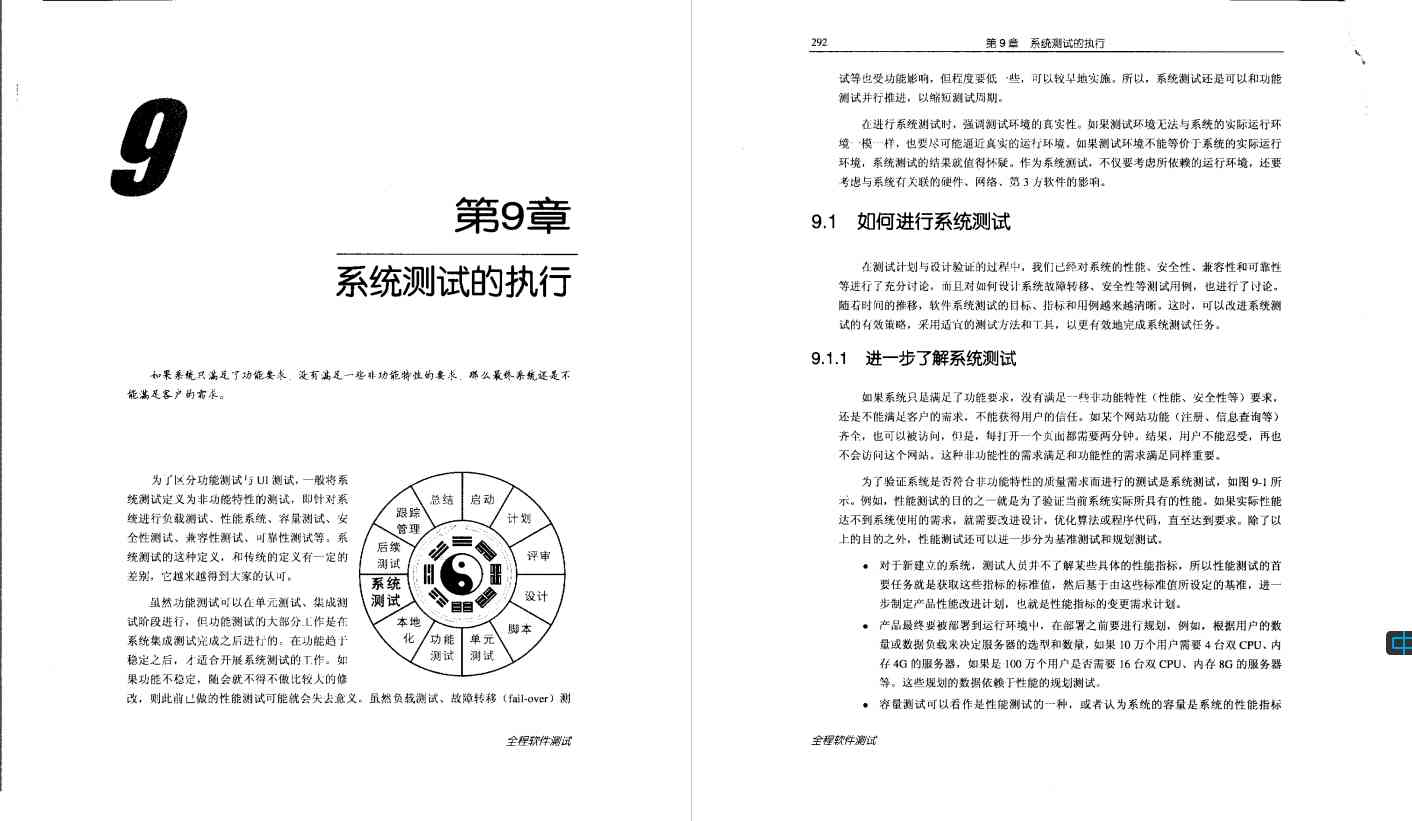 9
第9章
系统测试的执行
如果系统只满足了功能要求,没有满足一些非功能特性的要求,那么最终系统还是不
能满足客户的需求。
为了区分功能测试与 UI 测试,一般将系
统测试定义为非功能特性的测试,即针对系
统进行负载测试、性能系统、容量测试、安
全性测试、兼容性测试、可靠性测试等。系
统测试的这种定义,和传统的定义有一定的
差别,它越来越得到大家的认可。
虽然功能测试可以在单元测试、集成测
试阶段进行,但功能测试的大部分工作是在
系统集成测试完成之后进行的。在功能趋于
稳定之后,才适合开展系统测试的工作。如
果功能不稳定,随会就不得不做比较大的修
改,则此前已做的性能测试可能就会失去意义。虽然负载测试、故障转移(fail-over)测
总结
启动
计划
评审
设计
脚本
单元
测试
功能
测试
本地
化
系统
测试
后续
测试
跟踪
管理
全程软件测试
292
第 9 章 系统测试的执行
试等也受功能影响,但程度要低一些,可以较早地实施。所以,系统测试还是可以和功能
测试并行推进,以缩短测试周期。
在进行系统测试时,强调测试环境的真实性。如果测试环境无法与系统的实际运行环
境一模一样,也要尽可能逼近真实的运行环境。如果测试环境不能等价于系统的实际运行
环境,系统测试的结果就值得怀疑。作为系统测试,不仅要考虑所依赖的运行环境,还要
考虑与系统有关联的硬件、网络、第 3 方软件的影响。
9.1 如何进行系统测试
在测试计划与设计验证的过程中,我们已经对系统的性能、安全性、兼容性和可靠性
等进行了充分讨论,而且对如何设计系统故障转移、安全性等测试用例,也进行了讨论。
随着时间的推移,软件系统测试的目标、指标和用例越来越清晰。这时,可以改进系统测
试的有效策略,采用适宜的测试方法和工具,以更有效地完成系统测试任务。
9.1.1 进一步了解系统测试
如果系统只是满足了功能要求,没有满足一些非功能特性(性能、安全性等)要求,
还是不能满足客户的需求,不能获得用户的信任。如某个网站功能(注册、信息查询等)
齐全,也可以被访问,但是,每打开一个页面都需要两分钟。结果,用户不能忍受,再也
不会访问这个网站。这种非功能性的需求满足和功能性的需求满足同样重要。
为了验证系统是否符合非功能特性的质量需求而进行的测试是系统测试,如图 9-1 所
示。例如,性能测试的目的之一就是为了验证当前系统实际所具有的性能。如果实际性能
达不到系统使用的需求,就需要改进设计,优化算法或程序代码,直至达到要求。除了以
上的目的之外,性能测试还可以进一步分为基准测试和规划测试。
● 对于新建立的系统,测试人员并不了解某些具体的性能指标,所以性能测试的首
要任务就是获取这些指标的标准值,然后基于由这些标准值所设定的基准,进一
步制定产品性能改进计划,也就是性能指标的变更需求计划。
● 产品最终要被部署到运行环境中,在部署之前要进行规划,例如,根据用户的数
量或数据负载来决定服务器的选型和数量,如果 10 万个用户需要 4 台双 CPU、内
存 4G 的服务器,如果是 100 万个用户是否需要 16 台双 CPU、内存 8G 的服务器
等。这些规划的数据依赖于性能的规划测试。
● 容量测试可以看作是性能测试的一种,或者认为系统的容量是系统的性能指标
全程软件测试
中